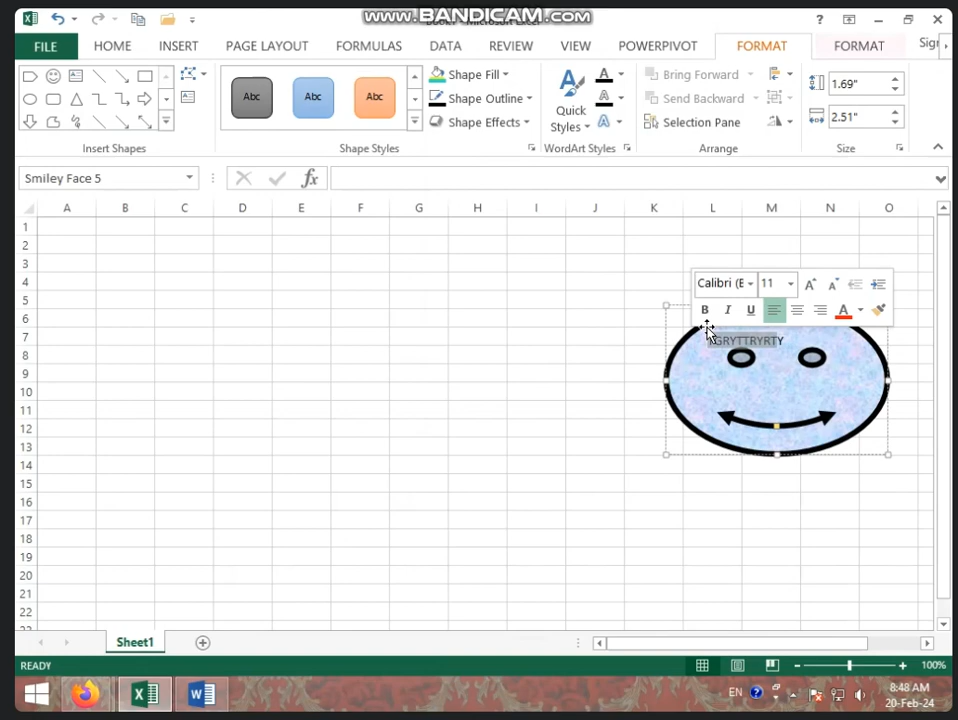 www.BANDICAM.com
FILE HOME INSERT PAGE LAYOUT FORMULAS DATA REVIEW VIEW POWERPIVOT FORMAT FORMAT
Abc Abc Abc
Shape Fill
Shape Outline
Shape Effects
Quick
Styles
Bring Forward
Send Backward
Selection Pane
1.69"
2.51"
Insert Shapes Shape Styles WordArt Styles Arrange Size
Smiley Face 5
fx
A B C D E F G H I J K L M N O
1
2
3
4
Calibri (E 11
5
B I U A
6
7
8
9
10
11
12
13
14
15
16
17
18
19
20
21
22
Sheet1
READY 100%
EN 8:48 AM
20-Feb-24